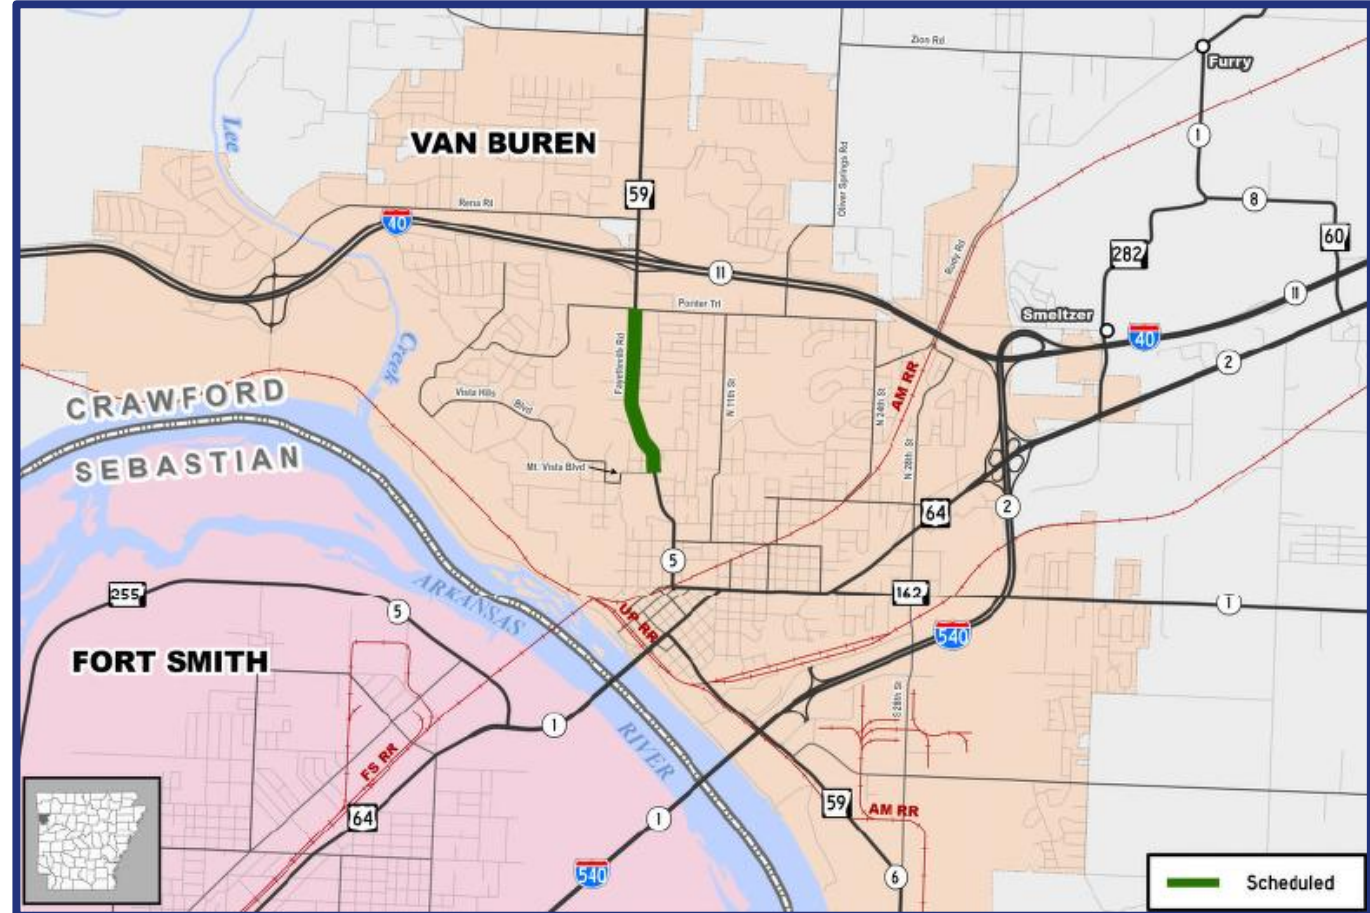 Zion Rd
Furry
Lee
1
VAN BUREN
Oliver Springs Rd
59
8
Rena Rd
40
60
282
Rudy Rd
11
11
Pointer Trl
Smeltzer
40
Creek
Fayetteville Rd
2
CRAWFORD
AM RR
Vista Hills
Blvd
N 11th St
N 24th St
SEBASTIAN
N 28th St
Mt. Vista Blvd
64
2
5
ARKANSAS
255
5
162
1
UP RR
540
FORT SMITH
S 28th St
1
RIVER
FS RR
59
AM RR
64
1
540
6
Scheduled